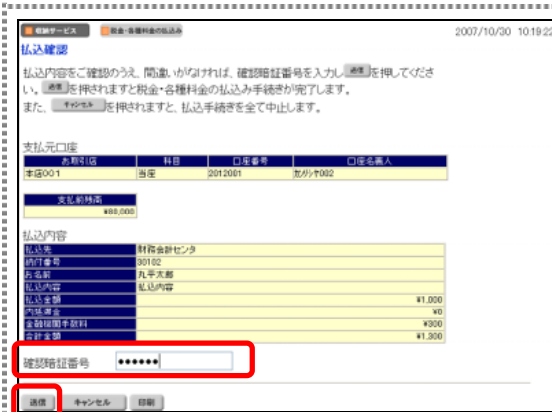 収納サービス 税金・各種料金の払込み 2007/10/30 10:19:22
払込確認
払込内容をご確認のうえ、間違いがなければ、確認暗証番号を入力し 送信 を押してくださ
い。 送信 を押されますと税金・各種料金の払込み手続きが完了します。
また、 キャンセル を押されますと、払込手続きを全て中止します。
支払元口座
お取引店 科目 口座番号 口座名義人
本店001 当座 2012001
支払前残高
¥60,000
払込内容
払込先 財務会計センタ
納付番号 30102
お名前 九平太郎
払込内容 払込内容
払込金額 ¥1,000
内延滞金 ¥0
金融機関手数料 ¥300
合計金額 ¥1,300
確認暗証番号 ●●●●●●
送信 キャンセル 印刷